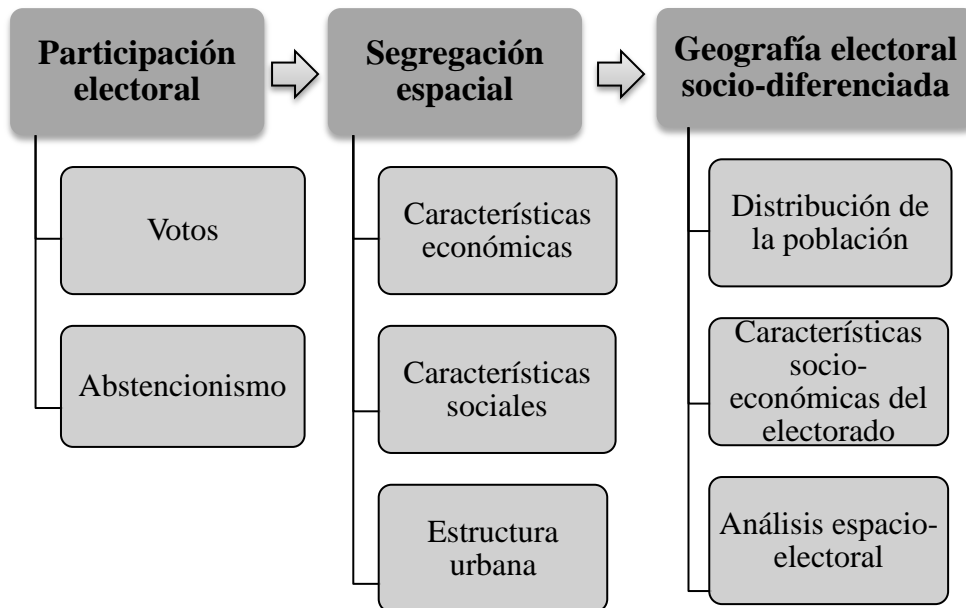 Participación
electoral
Votos
Abstencionismo
Segregación
espacial
Características
económicas
Características
sociales
Estructura
urbana
Geografía electoral
socio-diferenciada
Distribución de
la población
Características
socio-
económicas del
electorado
Análisis espacio-
electoral